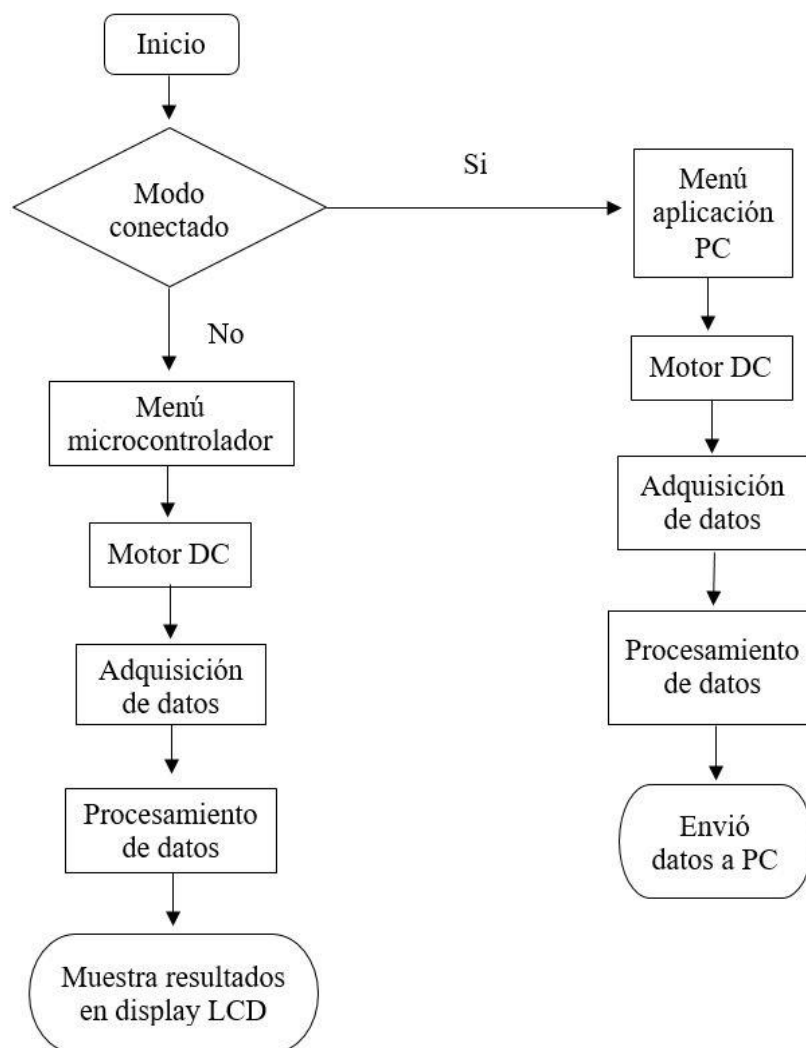 Inicio
Modo
conectado
Si
No
Menú
microcontrolador
Motor DC
Adquisición
de datos
Procesamiento
de datos
Muestra resultados
en display LCD
Menú
aplicación
PC
Motor DC
Adquisición
de datos
Procesamiento
de datos
Envió
datos a PC